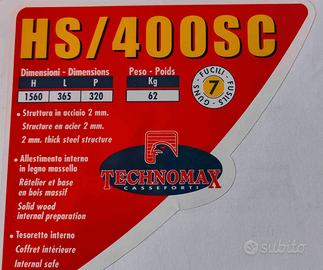 HS/400SC
Dimensioni - Dimensions
H L P
1560 365 320
Peso - Poids
Kg
62
FUCILI - FUSILS - GUNS
7
• Struttura in acciaio 2 mm.
Structure en acier 2 mm.
2 mm. thick steel structure
• Allestimento interno
in legno massello
Râtelier et base
en bois massif
Solid wood
internal preparation
• Tesoretto interno
Coffret intérieure
Internal safe
TECHNOMAX
CASSEFORTI
subito